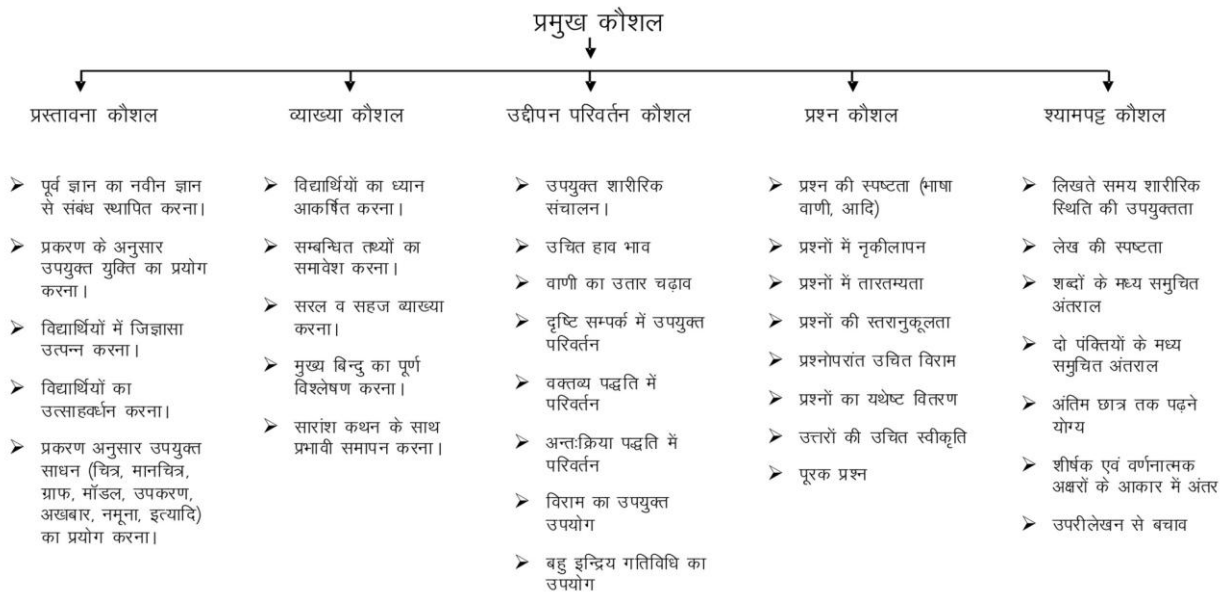 प्रमुख कौशल
प्रस्तावना कौशल
पूर्व ज्ञान का नवीन ज्ञान
से संबंध स्थापित करना।
प्रकरण के अनुसार
उपयुक्त युक्ति का प्रयोग
करना।
विद्यार्थियों में जिज्ञासा
उत्पन्न करना।
विद्यार्थियों का
उत्साहवर्धन करना।
प्रकरण अनुसार उपयुक्त
साधन (चित्र, मानचित्र,
ग्राफ, मॉडल, उपकरण,
अखबार, नमूना, इत्यादि)
का प्रयोग करना।
व्याख्या कौशल
विद्यार्थियों का ध्यान
आकर्षित करना।
सम्बन्धित तथ्यों का
समावेश करना।
सरल व सहज व्याख्या
करना।
मुख्य बिन्दु का पूर्ण
विश्लेषण करना।
सारांश कथन के साथ
प्रभावी समापन करना।
उद्दीपन परिवर्तन कौशल
उपयुक्त शारीरिक
संचालन।
उचित हाव भाव
वाणी का उतार चढ़ाव
दृष्टि सम्पर्क में उपयुक्त
परिवर्तन
वक्तव्य पद्धति में
परिवर्तन
अन्तःक्रिया पद्धति में
परिवर्तन
विराम का उपयुक्त
उपयोग
बहु इन्द्रिय गतिविधि का
उपयोग
प्रश्न कौशल
प्रश्न की स्पष्टता (भाषा
वाणी, आदि)
प्रश्नों में नृकीलापन
प्रश्नों में तारतम्यता
प्रश्नों की स्तरानुकूलता
प्रश्नोपरांत उचित विराम
प्रश्नों का यथेष्ट वितरण
उत्तरों की उचित स्वीकृति
पूरक प्रश्न
श्यामपट्ट कौशल
लिखते समय शारीरिक
स्थिति की उपयुक्तता
लेख की स्पष्टता
शब्दों के मध्य समुचित
अंतराल
दो पंक्तियों के मध्य
समुचित अंतराल
अंतिम छात्र तक पढ़ने
योग्य
शीर्षक एवं वर्णनात्मक
अक्षरों के आकार में अंतर
उपरीलेखन से बचाव